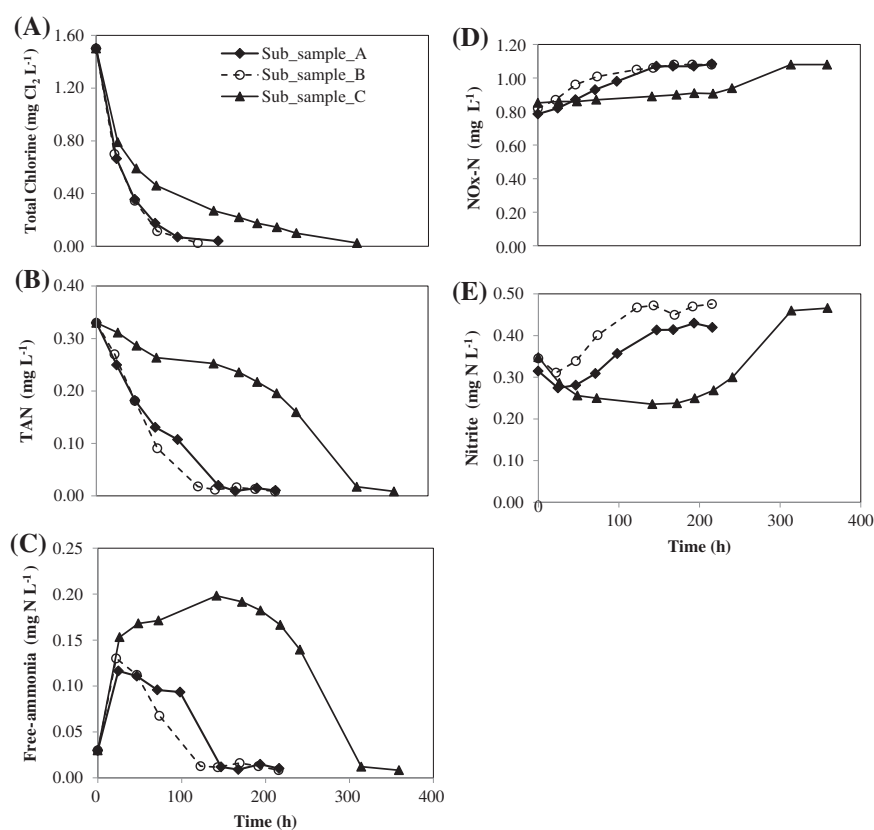 (A)
Total Chlorine (mg Cl₂ L⁻¹)
1.60
1.20
0.80
0.40
0.00
Sub_sample_A
Sub_sample_B
Sub_sample_C
(B)
TAN (mg L⁻¹)
0.40
0.30
0.20
0.10
0.00
(C)
Free-ammonia (mg N L⁻¹)
0.25
0.20
0.15
0.10
0.05
0.00
0 100 200 300 400
Time (h)
(D)
NOx-N (mg L⁻¹)
1.20
1.00
0.80
0.60
0.40
0.20
0.00
(E)
Nitrite (mg N L⁻¹)
0.50
0.40
0.30
0.20
0.10
0.00
0 100 200 300 400
Time (h)